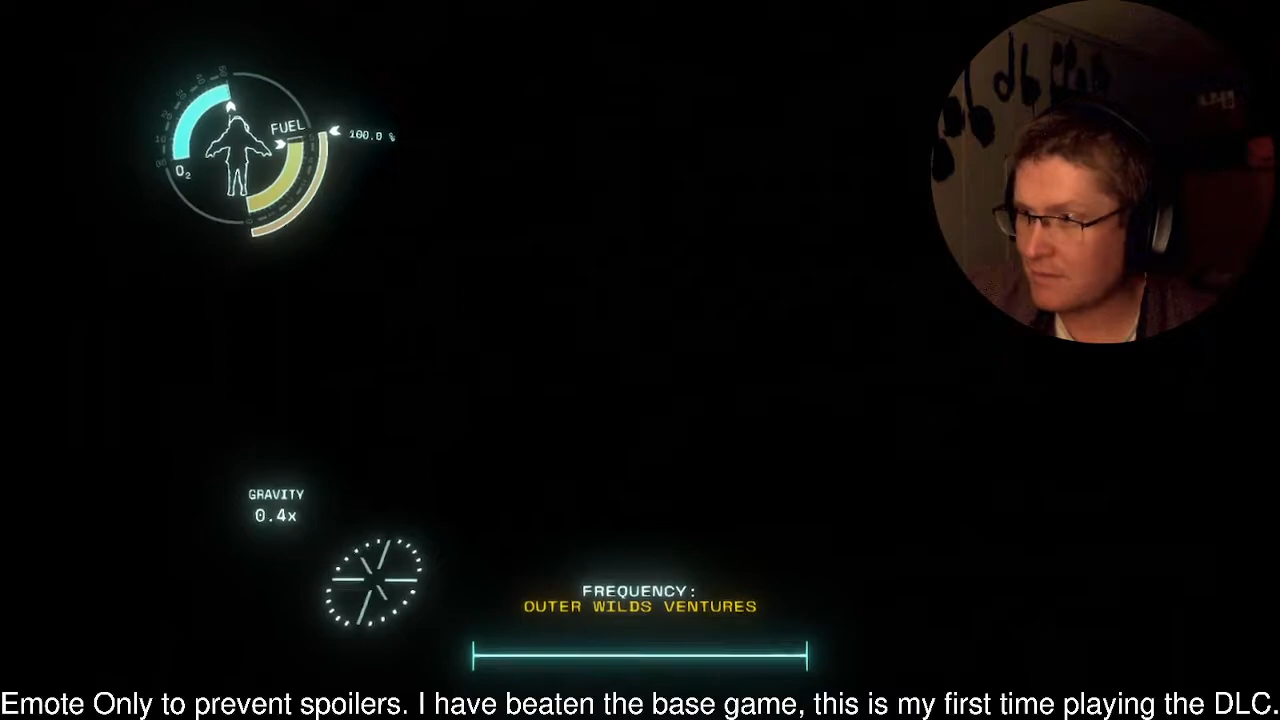 FUEL
100.0 %
O₂
GRAVITY
0.4x
FREQUENCY:
OUTER WILDS VENTURES
Emote Only to prevent spoilers. I have beaten the base game, this is my first time playing the DLC.